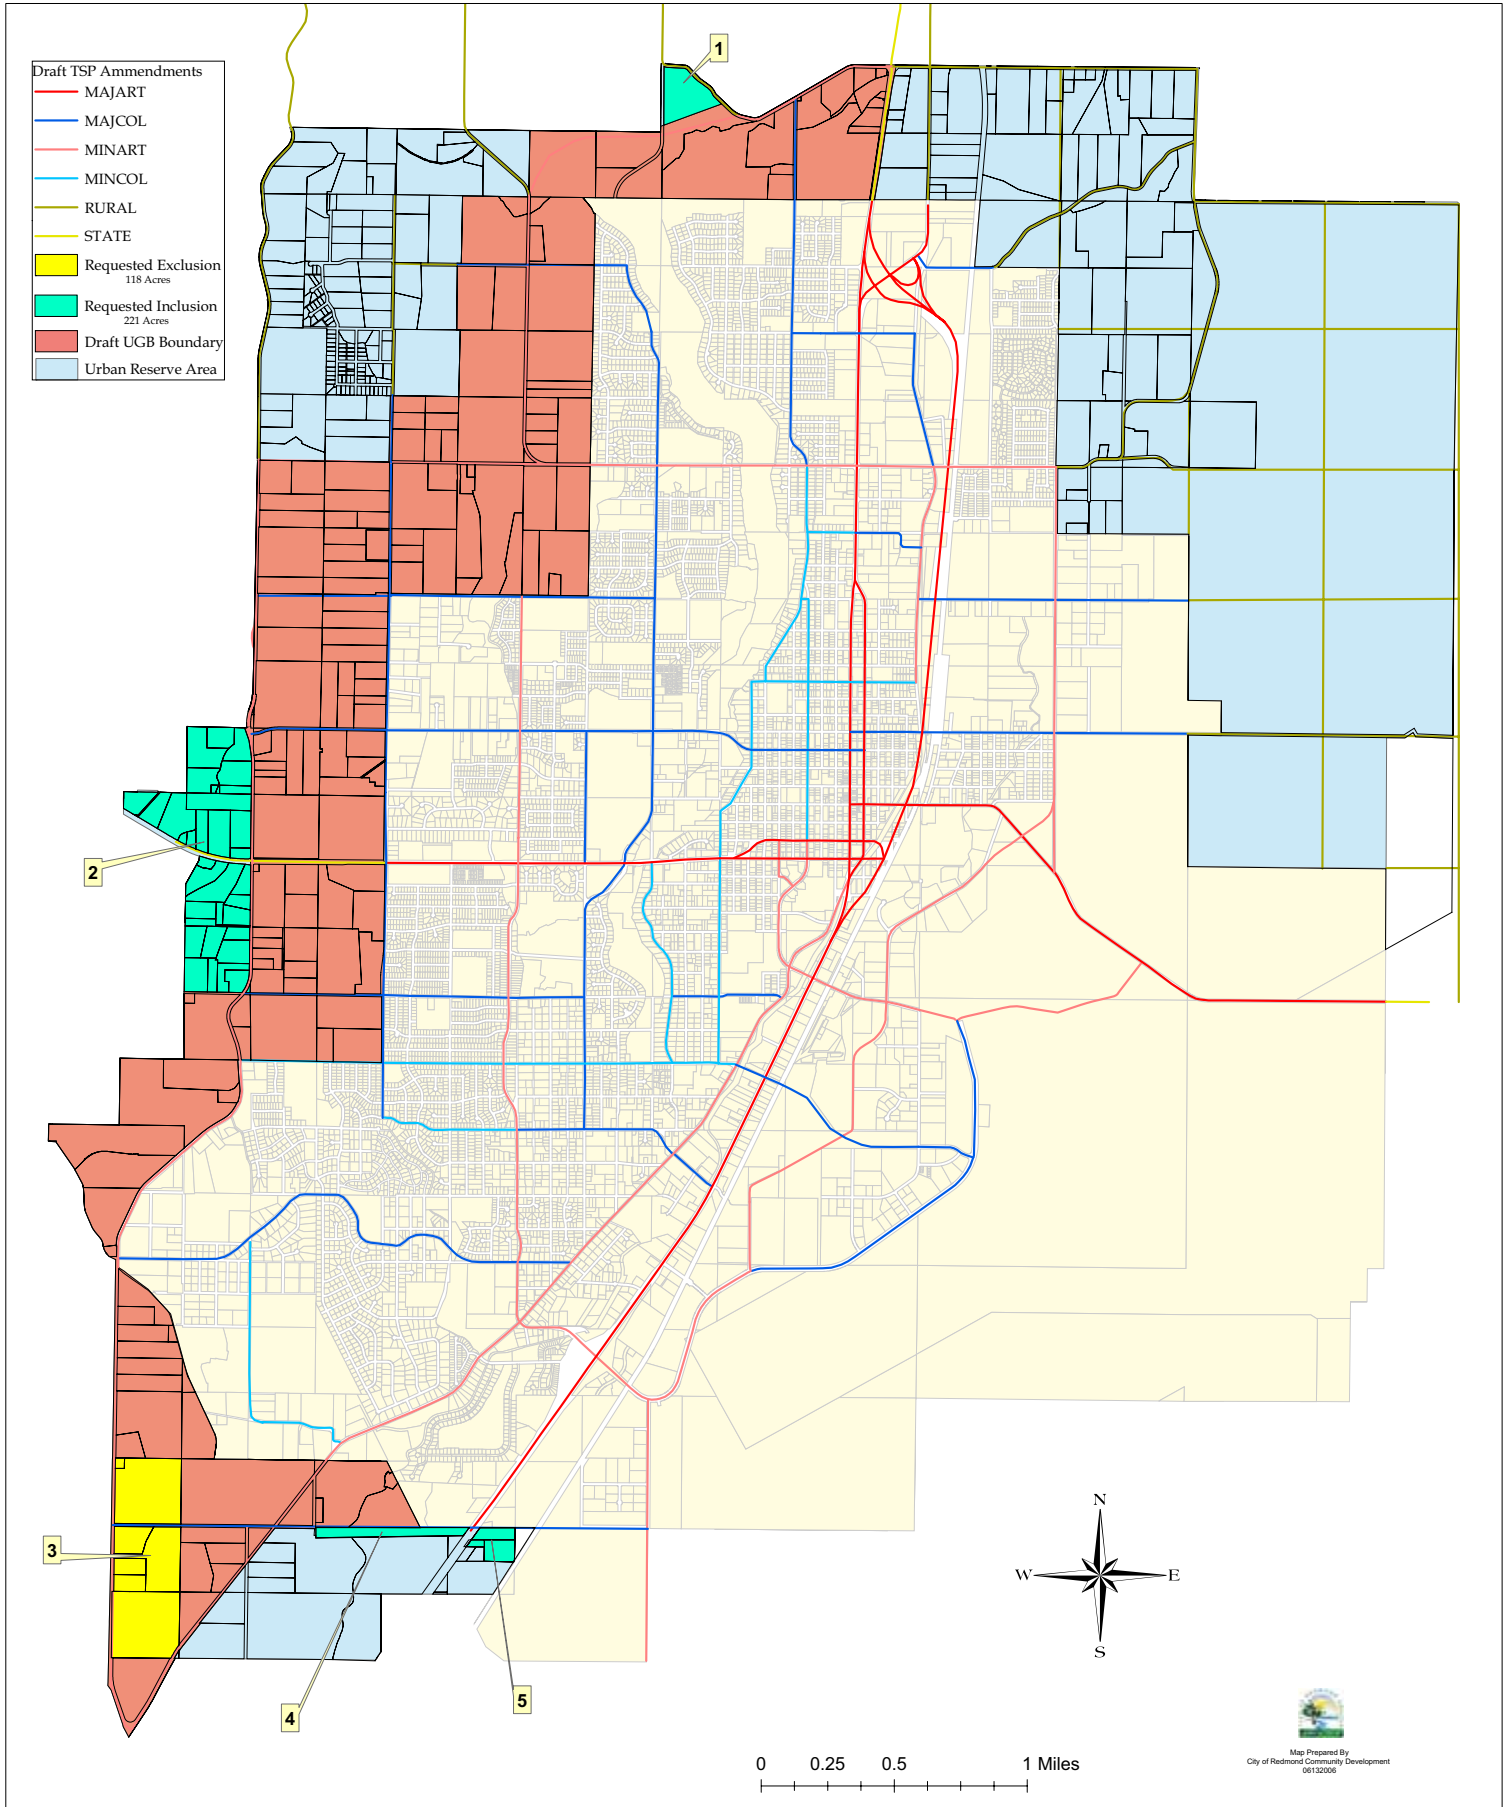 1
Draft TSP Ammendments
MAJART
MAJCOL
MINART
MINCOL
RURAL
STATE
Requested Exclusion
118 Acres
Requested Inclusion
221 Acres
Draft UGB Boundary
Urban Reserve Area
2
3
4
5
N
W E
S
0 0.25 0.5 1 Miles
Map Prepared By
City of Redmond Community Development
06132006